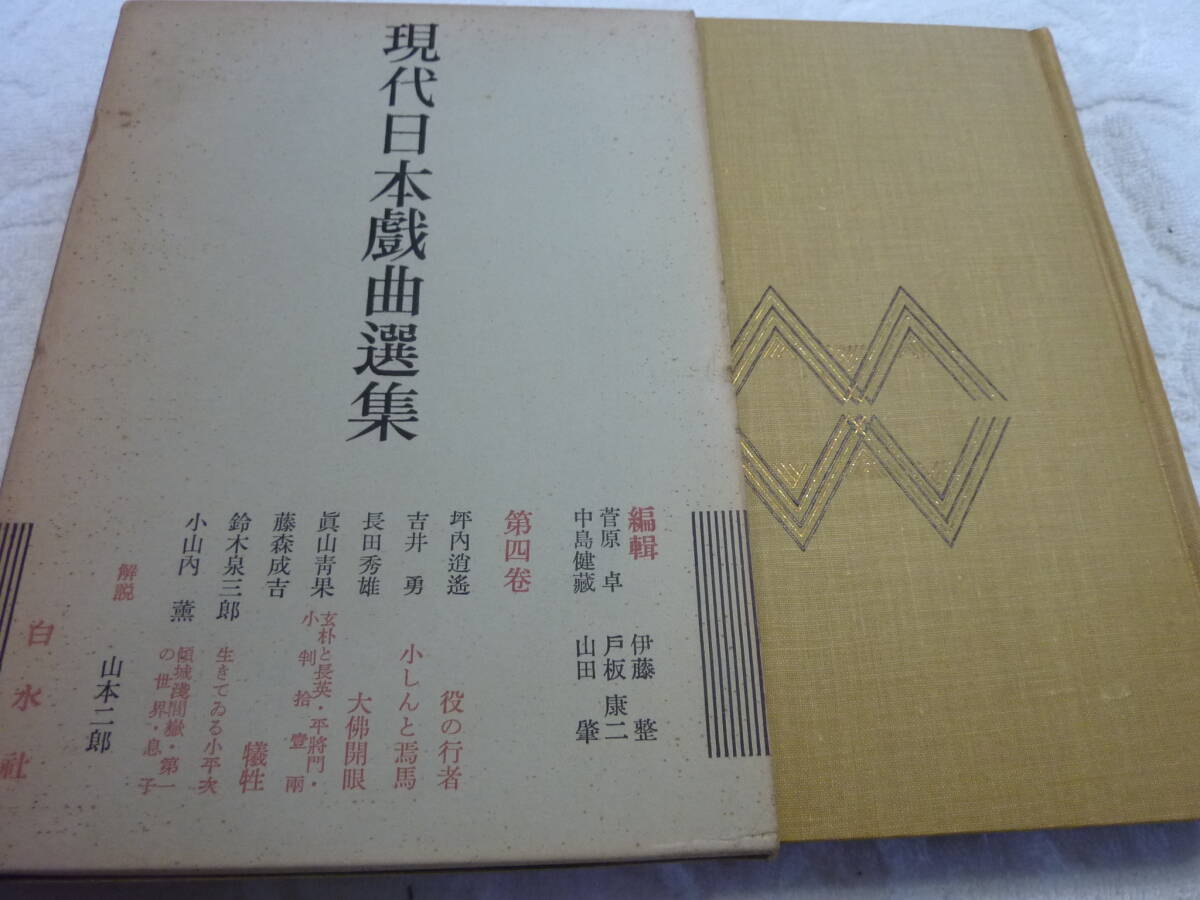 現代日本戲曲選集
編輯
伊藤 整
菅原 卓 戸板康二
中島健藏 山田 肇
第四卷
坪內逍遙 役の行者
吉井 勇 小しんと焉馬
長田秀雄 大佛開眼
眞山青果 玄朴と長英・平將門・
小判拾壹兩
藤森成吉 犠牲
鈴木泉三郎 生きてゐる小平次
小山內 薫 傾城淺間嶽・第一
の世界・息子
解説 山本二郎
白水社